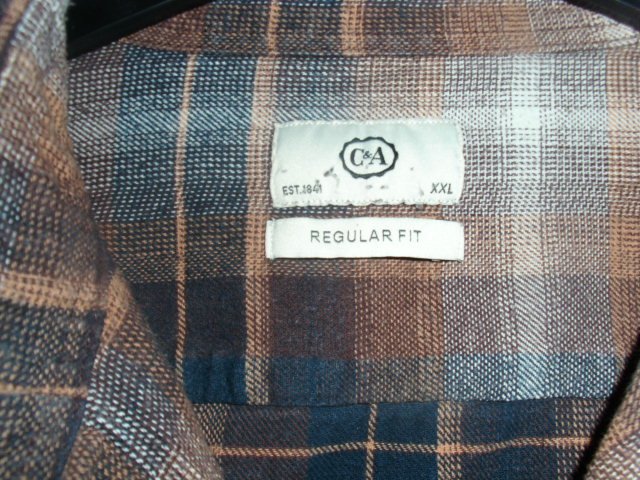 C&A
EST.1841 XXL
REGULAR FIT